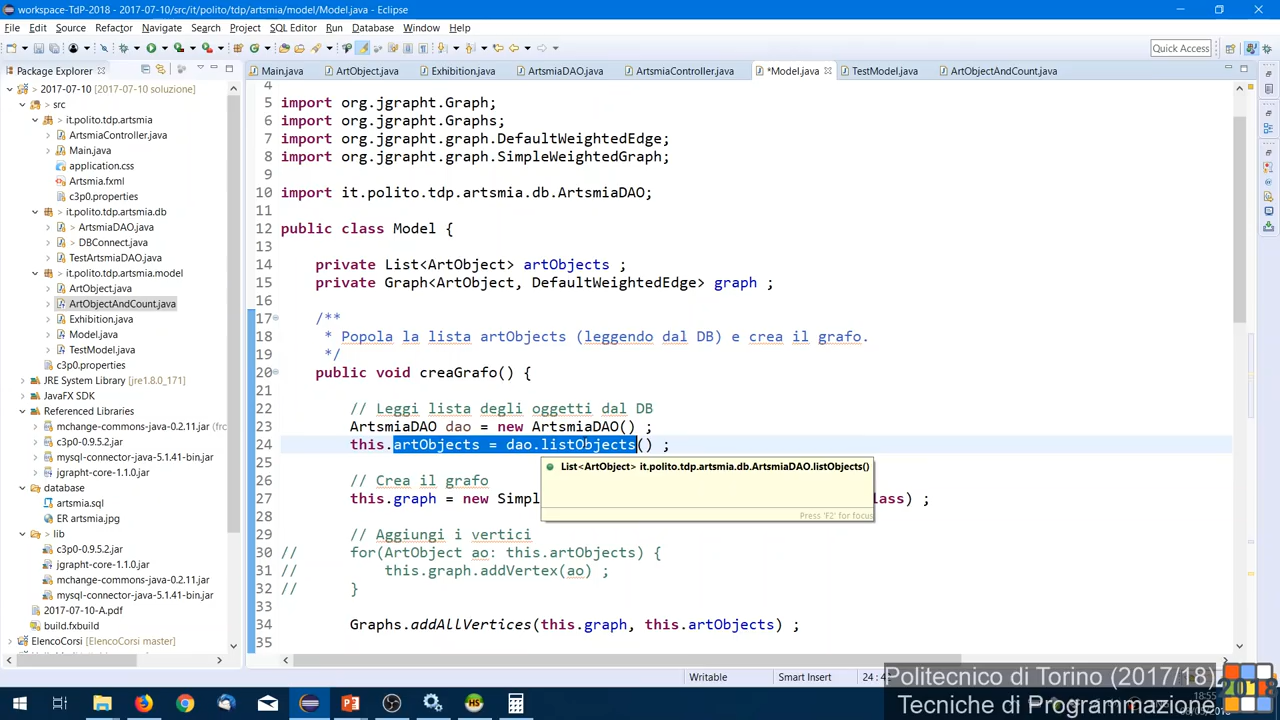 workspace-TdP-2018 - 2017-07-10/src/it/polito/tdp/artsmia/model/Model.java - Eclipse
File Edit Source Refactor Navigate Search Project SQL Editor Run Database Window Help
Quick Access
Package Explorer
Main.java ArtObject.java Exhibition.java ArtsmiaDAO.java ArtsmiaController.java *Model.java TestModel.java ArtObjectAndCount.java
> 2017-07-10 [2017-07-10 soluzione]
> src
> it.polito.tdp.artsmia
ArtsmiaController.java
Main.java
application.css
Artsmia.fxml
c3p0.properties
> it.polito.tdp.artsmia.db
> ArtsmiaDAO.java
> DBConnect.java
TestArtsmiaDAO.java
> it.polito.tdp.artsmia.model
ArtObject.java
ArtObjectAndCount.java
Exhibition.java
Model.java
TestModel.java
c3p0.properties
JRE System Library [jre1.8.0_171]
JavaFX SDK
Referenced Libraries
mchange-commons-java-0.2.11.jar
c3p0-0.9.5.2.jar
mysql-connector-java-5.1.41-bin.jar
jgrapht-core-1.1.0.jar
database
artsmia.sql
ER artsmia.jpg
lib
c3p0-0.9.5.2.jar
jgrapht-core-1.1.0.jar
mchange-commons-java-0.2.11.jar
mysql-connector-java-5.1.41-bin.jar
2017-07-10-A.pdf
build.fxbuild
ElencoCorsi [ElencoCorsi master]
4
5 import org.jgrapht.Graph;
6 import org.jgrapht.Graphs;
7 import org.jgrapht.graph.DefaultWeightedEdge;
8 import org.jgrapht.graph.SimpleWeightedGraph;
9
10 import it.polito.tdp.artsmia.db.ArtsmiaDAO;
11
12 public class Model {
13
14 private List<ArtObject> artObjects ;
15 private Graph<ArtObject, DefaultWeightedEdge> graph ;
16
17 /**
18 * Popola la lista artObjects (leggendo dal DB) e crea il grafo.
19 */
20 public void creaGrafo() {
21
22 // Leggi lista degli oggetti dal DB
23 ArtsmiaDAO dao = new ArtsmiaDAO() ;
24 this.artObjects = dao.listObjects() ;
25
List<ArtObject> it.polito.tdp.artsmia.db.ArtsmiaDAO.listObjects()
Press 'F2' for focus
26 // Crea il grafo
27 this.graph = new Simp lass) ;
28
29 // Aggiungi i vertici
30 // for(ArtObject ao: this.artObjects) {
31 // this.graph.addVertex(ao) ;
32 // }
33
34 Graphs.addAllVertices(this.graph, this.artObjects) ;
35
Writable Smart Insert 24 : 4
Politecnico di Torino (2017/18)
Tecniche di Programmazione
2018
18:55